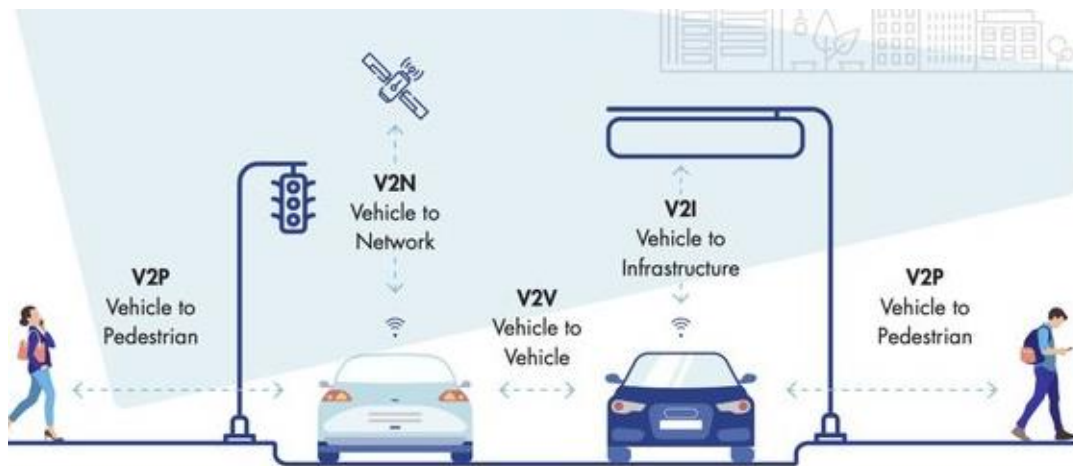 V2N
Vehicle to
Network
V2I
Vehicle to
Infrastructure
V2P
Vehicle to
Pedestrian
V2V
Vehicle to
Vehicle
V2P
Vehicle to
Pedestrian